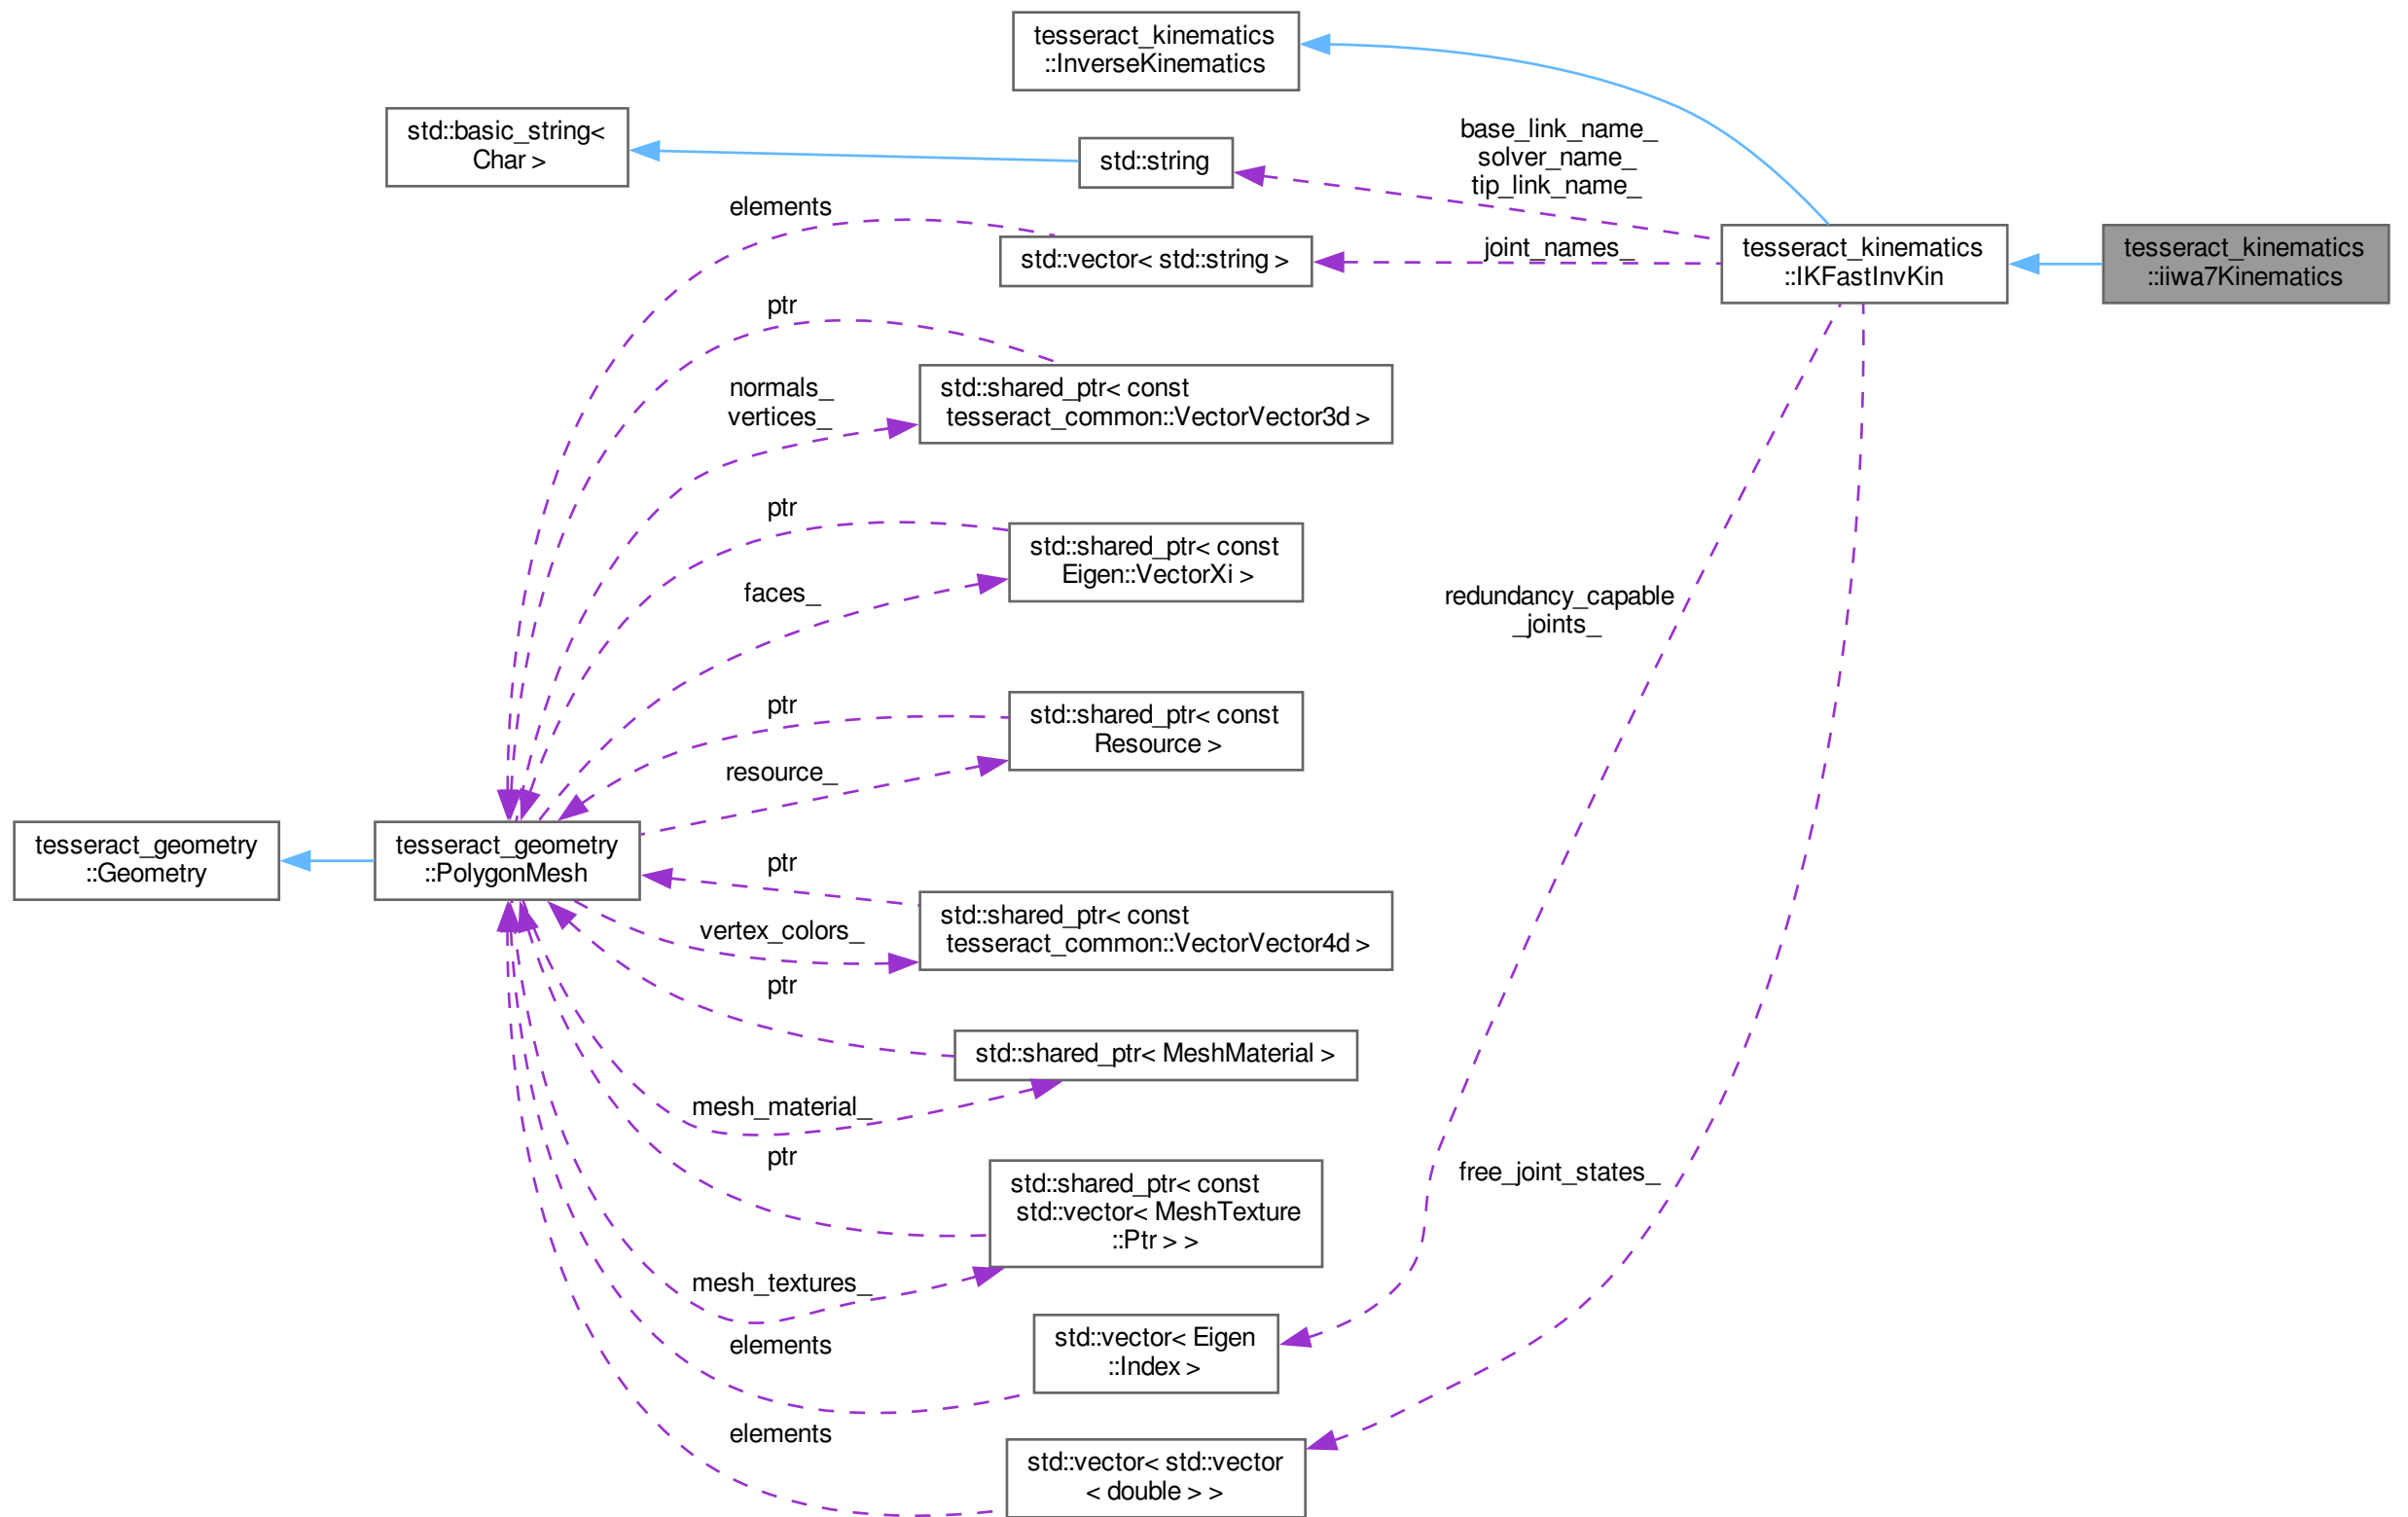 tesseract_kinematics
::InverseKinematics
std::basic_string<
Char >
std::string
base_link_name_
solver_name_
tip_link_name_
elements
std::vector< std::string >
joint_names_
tesseract_kinematics
::IKFastInvKin
tesseract_kinematics
::iiwa7Kinematics
ptr
normals_
vertices_
std::shared_ptr< const
tesseract_common::VectorVector3d >
ptr
std::shared_ptr< const
Eigen::VectorXi >
faces_
redundancy_capable
_joints_
ptr
std::shared_ptr< const
Resource >
resource_
tesseract_geometry
::Geometry
tesseract_geometry
::PolygonMesh
ptr
std::shared_ptr< const
tesseract_common::VectorVector4d >
vertex_colors_
ptr
std::shared_ptr< MeshMaterial >
mesh_material_
ptr
std::shared_ptr< const
std::vector< MeshTexture
::Ptr > >
free_joint_states_
mesh_textures_
elements
std::vector< Eigen
::Index >
elements
std::vector< std::vector
< double > >